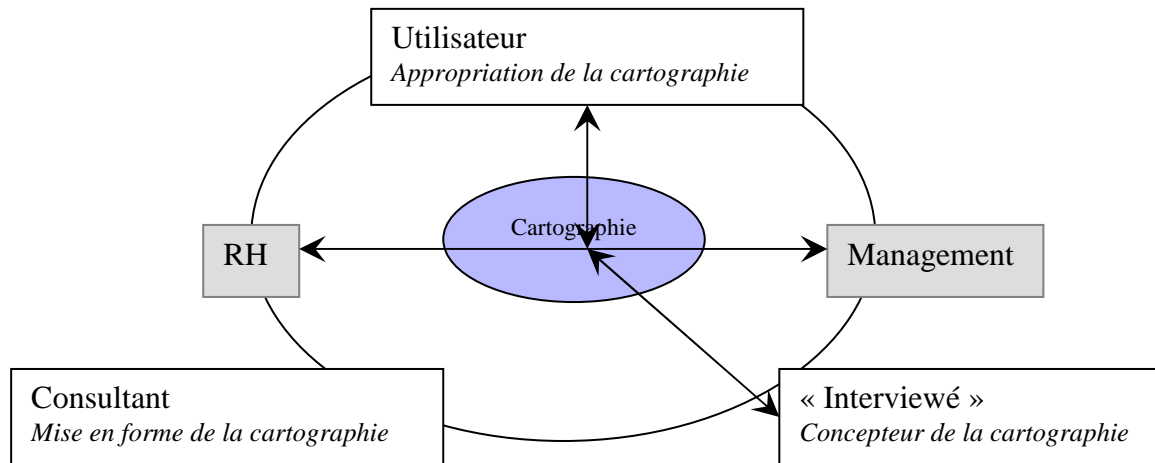 Utilisateur
Appropriation de la cartographie
Cartographie
RH
Management
Consultant
Mise en forme de la cartographie
« Interviewé »
Concepteur de la cartographie